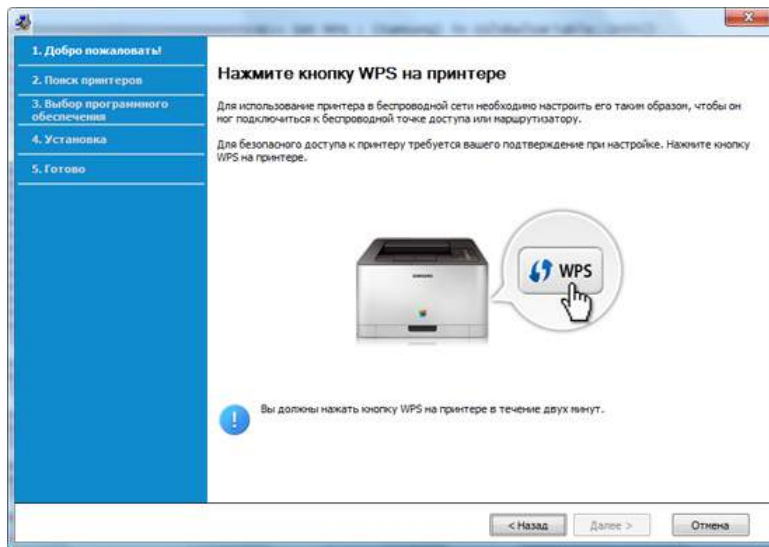 1. Добро пожаловать!
2. Поиск принтеров
3. Выбор программного
обеспечения
4. Установка
5. Готово
Нажмите кнопку WPS на принтере
Для использование принтера в беспроводной сети необходимо настроить его таким образом, чтобы он
мог подключиться к беспроводной точке доступа или маршрутизатору.
Для безопасного доступа к принтеру требуется вашего подтверждение при настройке. Нажмите кнопку
WPS на принтере.
SAMSUNG
WPS
Вы должны нажать кнопку WPS на принтере в течение двух минут.
< Назад
Далее >
Отмена